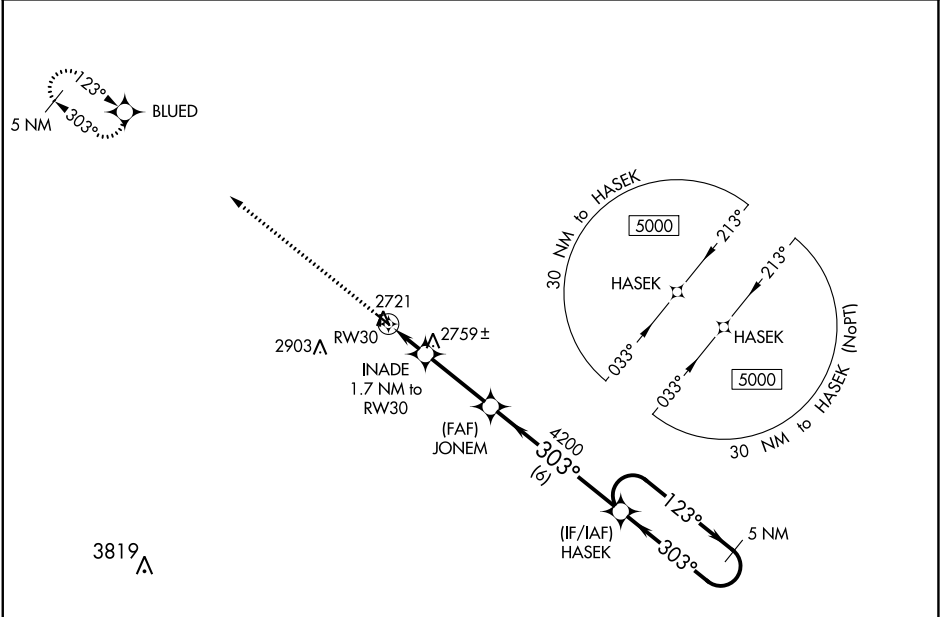 123°
303°
5 NM
BLUED
30 NM to HASEK
5000
213°
HASEK
033°
213°
HASEK
5000
033°
30 NM to HASEK (NoPT)
2721
RW30
2903
2759±
INADE
1.7 NM to
RW30
(FAF)
JONEM
4200
303°
(6)
(IF/IAF)
HASEK
123°
303°
5 NM
3819